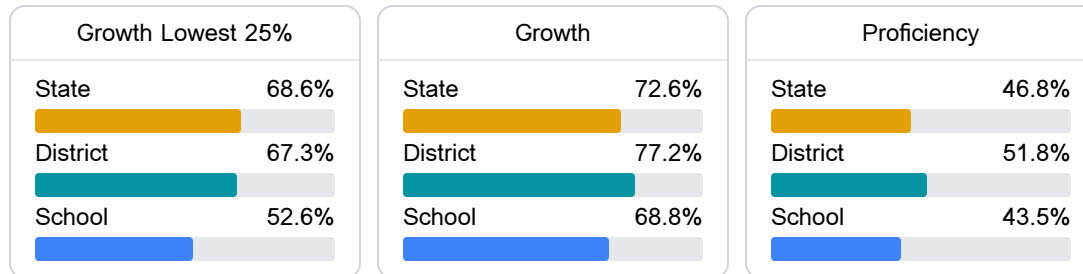 Growth Lowest 25%
State 68.6%
District 67.3%
School 52.6%
Growth
State 72.6%
District 77.2%
School 68.8%
Proficiency
State 46.8%
District 51.8%
School 43.5%